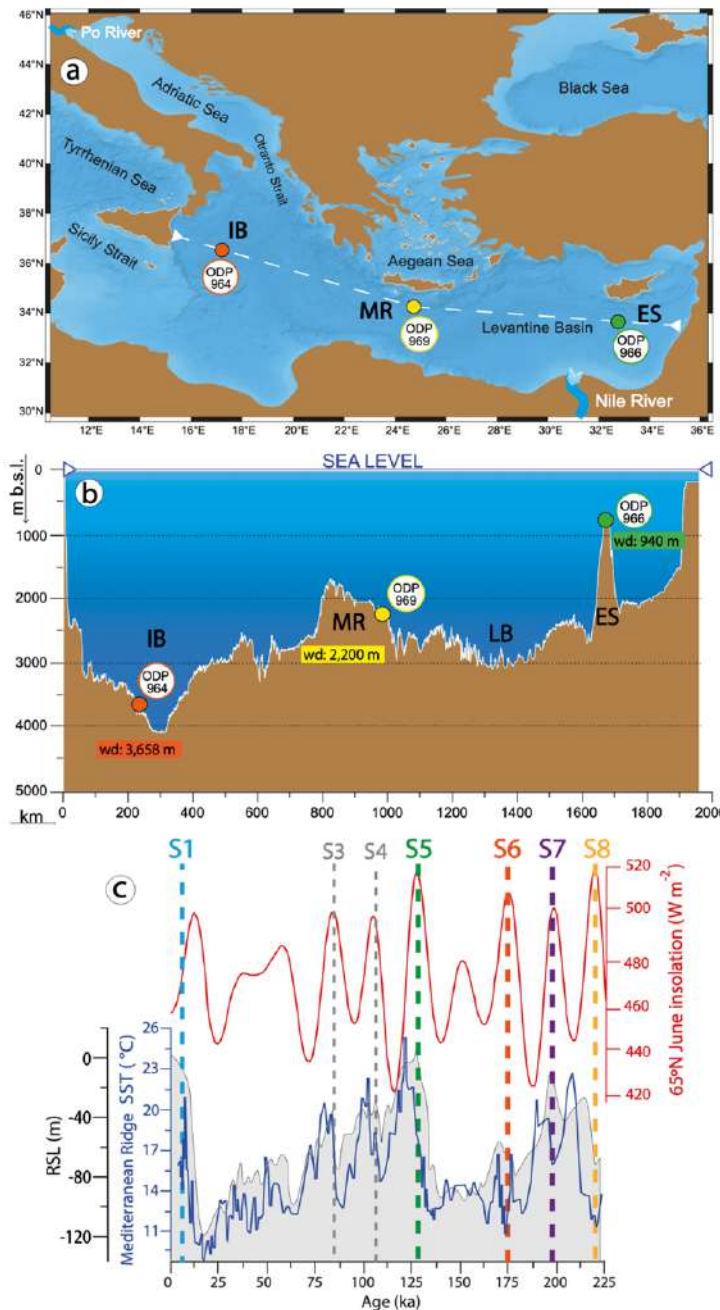 46°N
44°N
42°N
40°N
38°N
36°N
34°N
32°N
30°N
Po River
a
Adriatic Sea
Black Sea
Tyrrhenian Sea
Otranto Strait
Sicily Strait
IB
ODP
964
Aegean Sea
MR
ODP
969
Levantine Basin
ES
ODP
966
Nile River
12°E 16°E 18°E 20°E 22°E 24°E 26°E 28°E 30°E 32°E 34°E 36°E
SEA LEVEL
m b.s.l.
b
0
1000
2000
3000
4000
5000
ODP
966
wd: 940 m
ODP
969
MR
wd: 2,200 m
IB
ODP
964
wd: 3,658 m
LB
ES
km
0 200 400 600 800 1000 1200 1400 1600 1800 2000
c
S1 S3 S4 S5 S6 S7 S8
520
500
480
460
440
420
65ºN June insolation (W m-2)
26
23
20
17
14
11
Mediterranean Ridge SST (°C)
0
-40
-80
-120
RSL (m)
0 25 50 75 100 125 150 175 200 225
Age (ka)